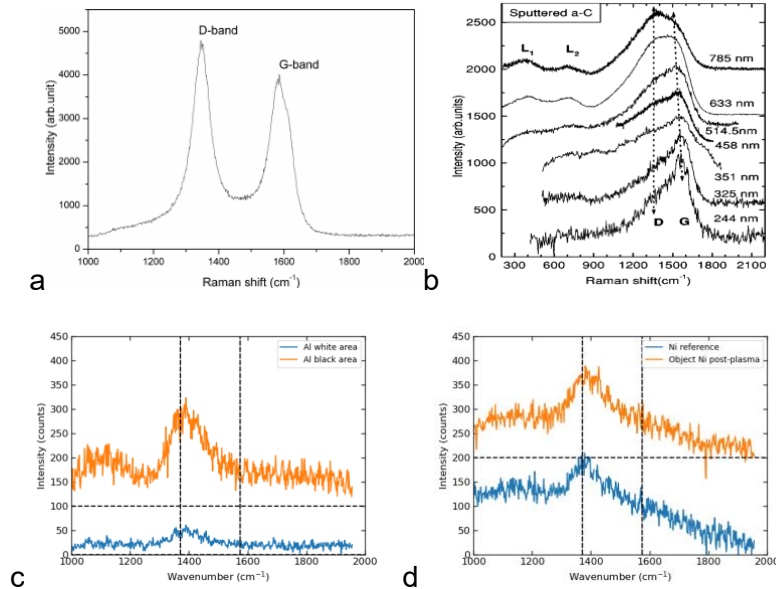 D-band
G-band
Intensity (arb.unit)
5000
4000
3000
2000
1000
0
1000 1200 1400 1600 1800 2000
Raman shift (cm⁻¹)
a
Sputtered a-C
L₁ L₂
2500
2000
1500
1000
500
0
Intensity (arb.units)
785 nm
633 nm
514.5nm
458 nm
351 nm
325 nm
244 nm
D G
200 600 1000 1400 1800 2200
Raman shift(cm⁻¹)
b
450
400
350
300
250
200
150
100
50
0
Intensity (counts)
Al white area
Al black area
1000 1200 1400 1600 1800 2000
Wavenumber (cm⁻¹)
c
450
400
350
300
250
200
150
100
50
0
Intensity (counts)
Ni reference
Object Ni post-plasma
1000 1200 1400 1600 1800 2000
Wavenumber (cm⁻¹)
d